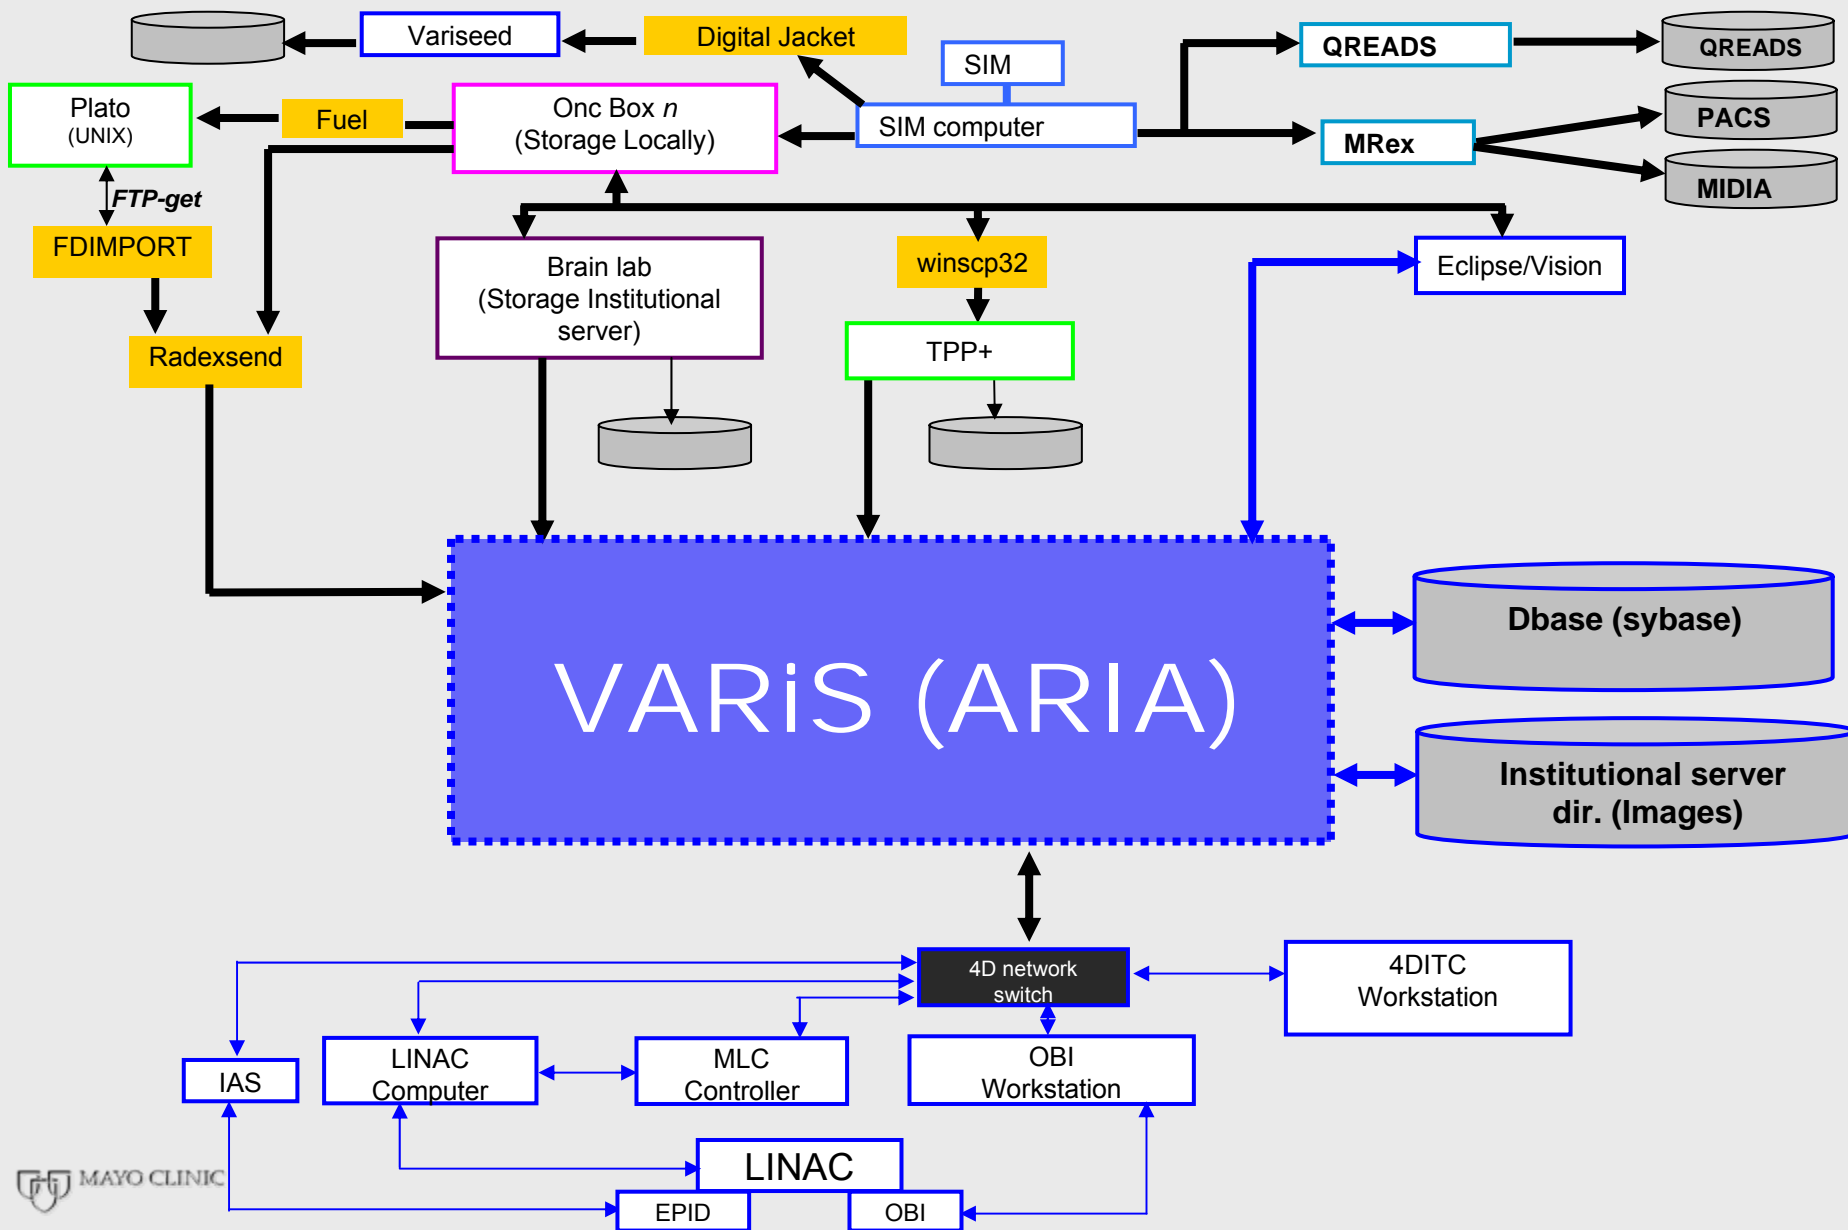 Variseed
Digital Jacket
SIM
QREADS
QREADS
Plato
(UNIX)
Fuel
Onc Box n
(Storage Locally)
SIM computer
MRex
PACS
MIDIA
FTP-get
FDIMPORT
Brain lab
(Storage Institutional
server)
winscp32
Eclipse/Vision
Radexsend
TPP+
VARiS (ARIA)
Dbase (sybase)
Institutional server
dir. (Images)
4D network
switch
4DITC
Workstation
IAS
LINAC
Computer
MLC
Controller
OBI
Workstation
LINAC
EPID
OBI
MAYO CLINIC